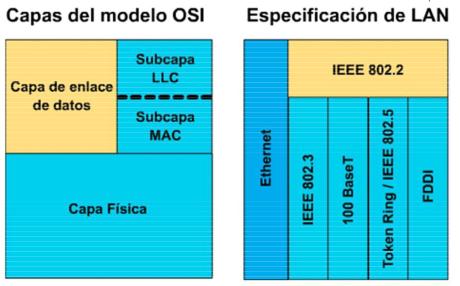 Capas del modelo OSI
Capa de enlace
de datos
Subcapa
LLC
Subcapa
MAC
Capa Física
Especificación de LAN
Ethernet
IEEE 802.2
IEEE 802.3
100 BaseT
Token Ring / IEEE 802.5
FDDI